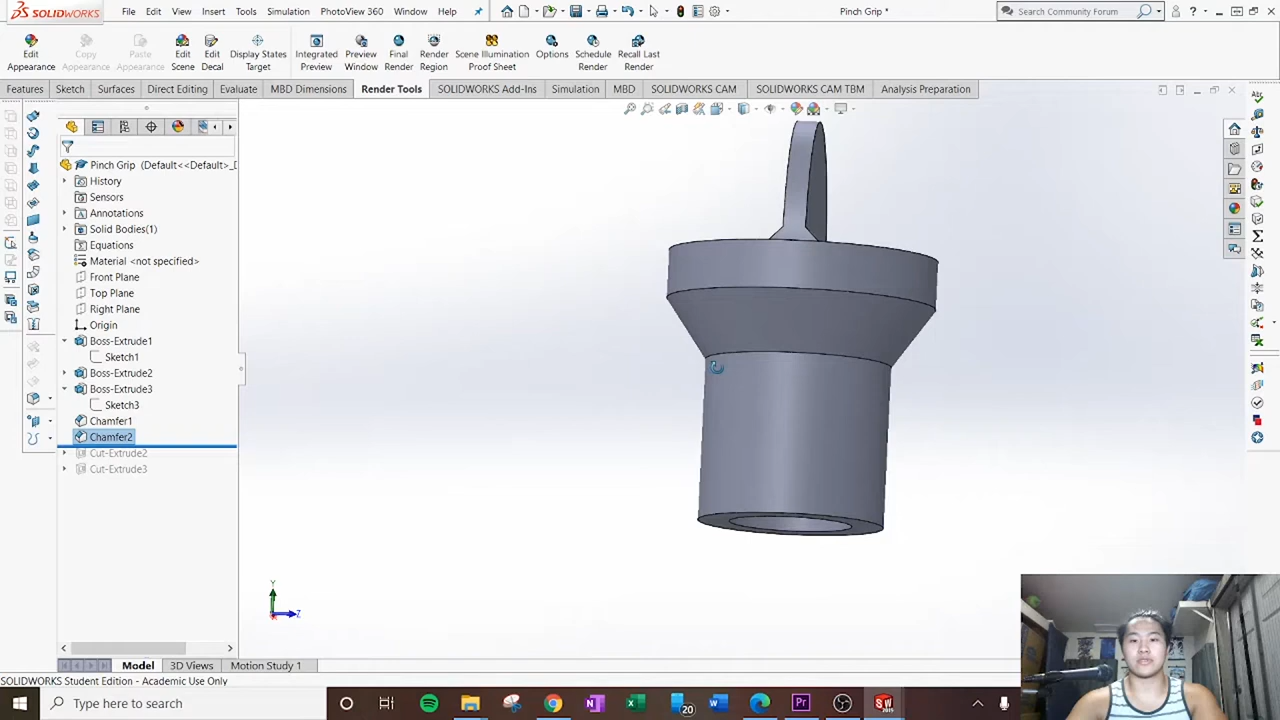 SOLIDWORKS File Edit View Insert Tools Simulation PhotoView 360 Window Help Pinch Grip * Search Community Forum
Edit Appearance Copy Appearance Paste Appearance Edit Scene Edit Decal Display States Target Integrated Preview Preview Window Final Render Render Region Scene Illumination Proof Sheet Options Schedule Render Recall Last Render
Features Sketch Surfaces Direct Editing Evaluate MBD Dimensions Render Tools SOLIDWORKS Add-Ins Simulation MBD SOLIDWORKS CAM SOLIDWORKS CAM TBM Analysis Preparation
Pinch Grip (Default<<Default>_D
History
Sensors
Annotations
Solid Bodies(1)
Equations
Material <not specified>
Front Plane
Top Plane
Right Plane
Origin
Boss-Extrude1
Sketch1
Boss-Extrude2
Boss-Extrude3
Sketch3
Chamfer1
Chamfer2
Cut-Extrude2
Cut-Extrude3
Y
Z
Model 3D Views Motion Study 1
SOLIDWORKS Student Edition - Academic Use Only
Type here to search 20